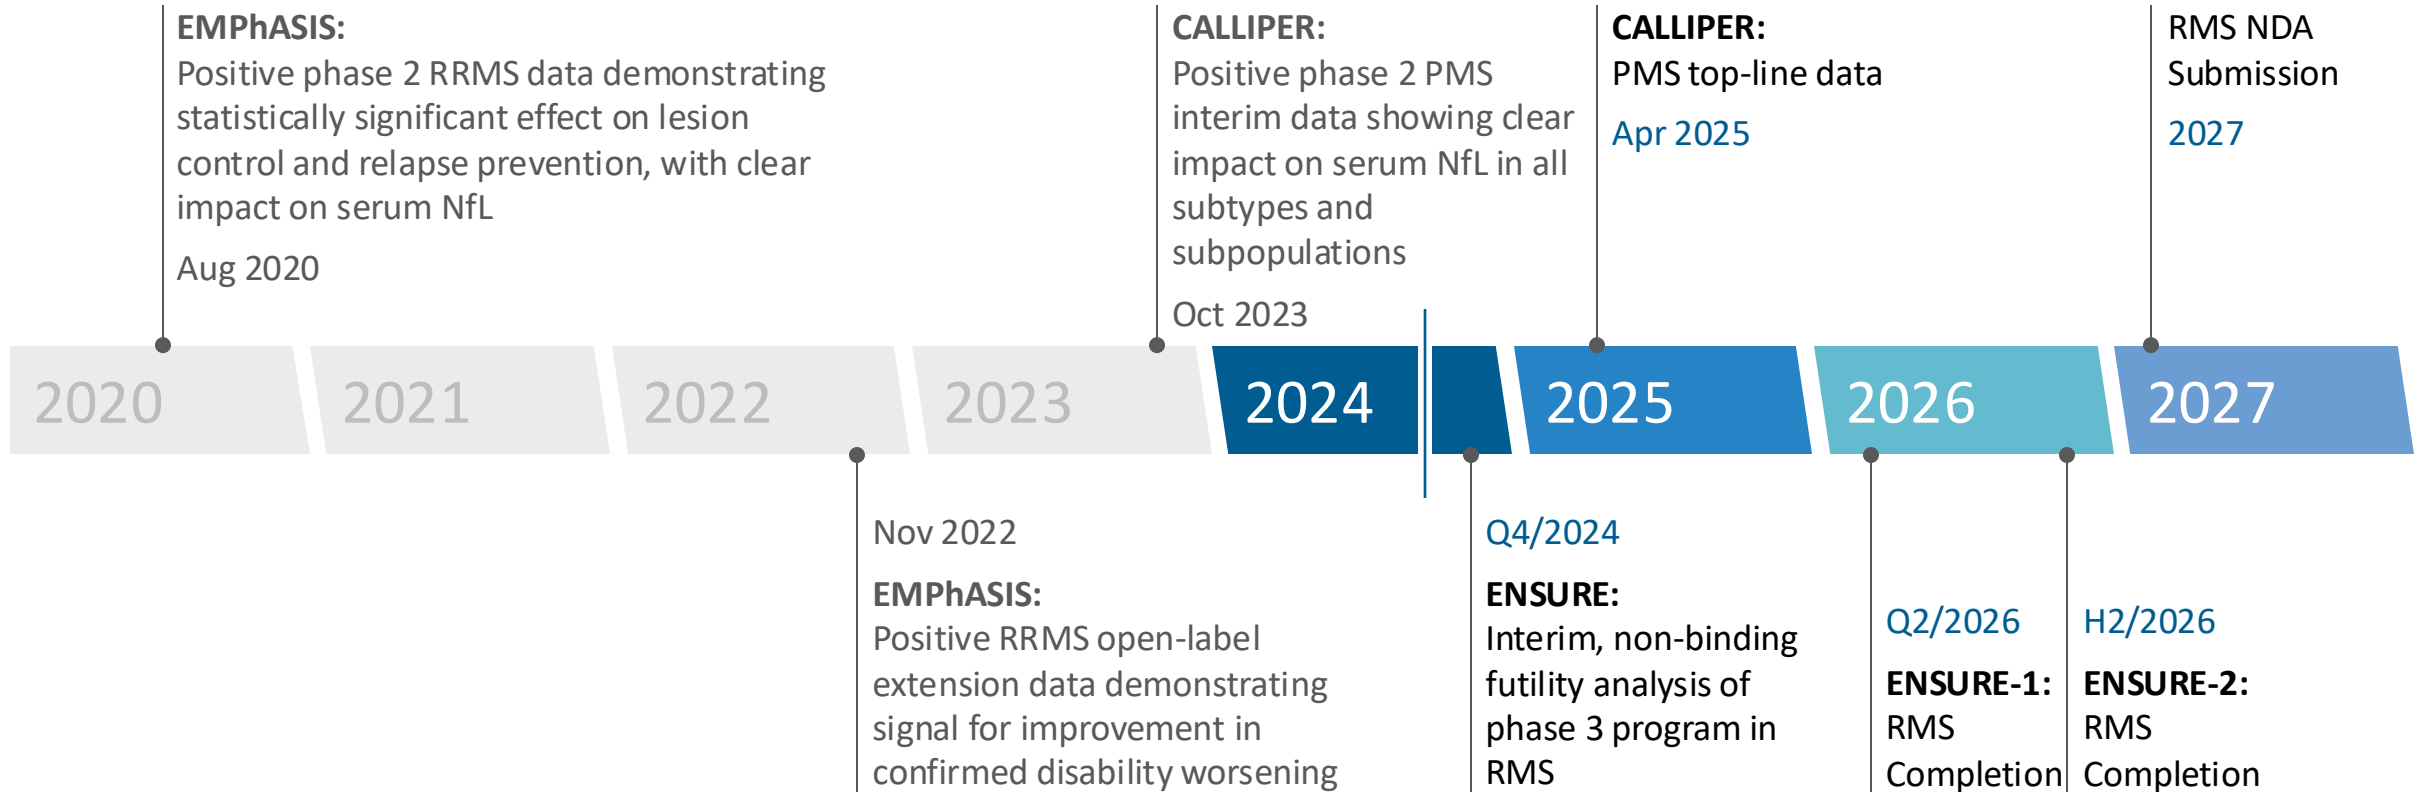 EMPhASIS:
Positive phase 2 RRMS data demonstrating
statistically significant effect on lesion
control and relapse prevention, with clear
impact on serum NfL
Aug 2020
CALLIPER:
Positive phase 2 PMS
interim data showing clear
impact on serum NfL in all
subtypes and
subpopulations
Oct 2023
CALLIPER:
PMS top-line data
Apr 2025
RMS NDA
Submission
2027
2020
2021
2022
2023
2024
2025
2026
2027
Nov 2022
EMPhASIS:
Positive RRMS open-label
extension data demonstrating
signal for improvement in
confirmed disability worsening
Q4/2024
ENSURE:
Interim, non-binding
futility analysis of
phase 3 program in
RMS
Q2/2026
ENSURE-1:
RMS
Completion
H2/2026
ENSURE-2:
RMS
Completion